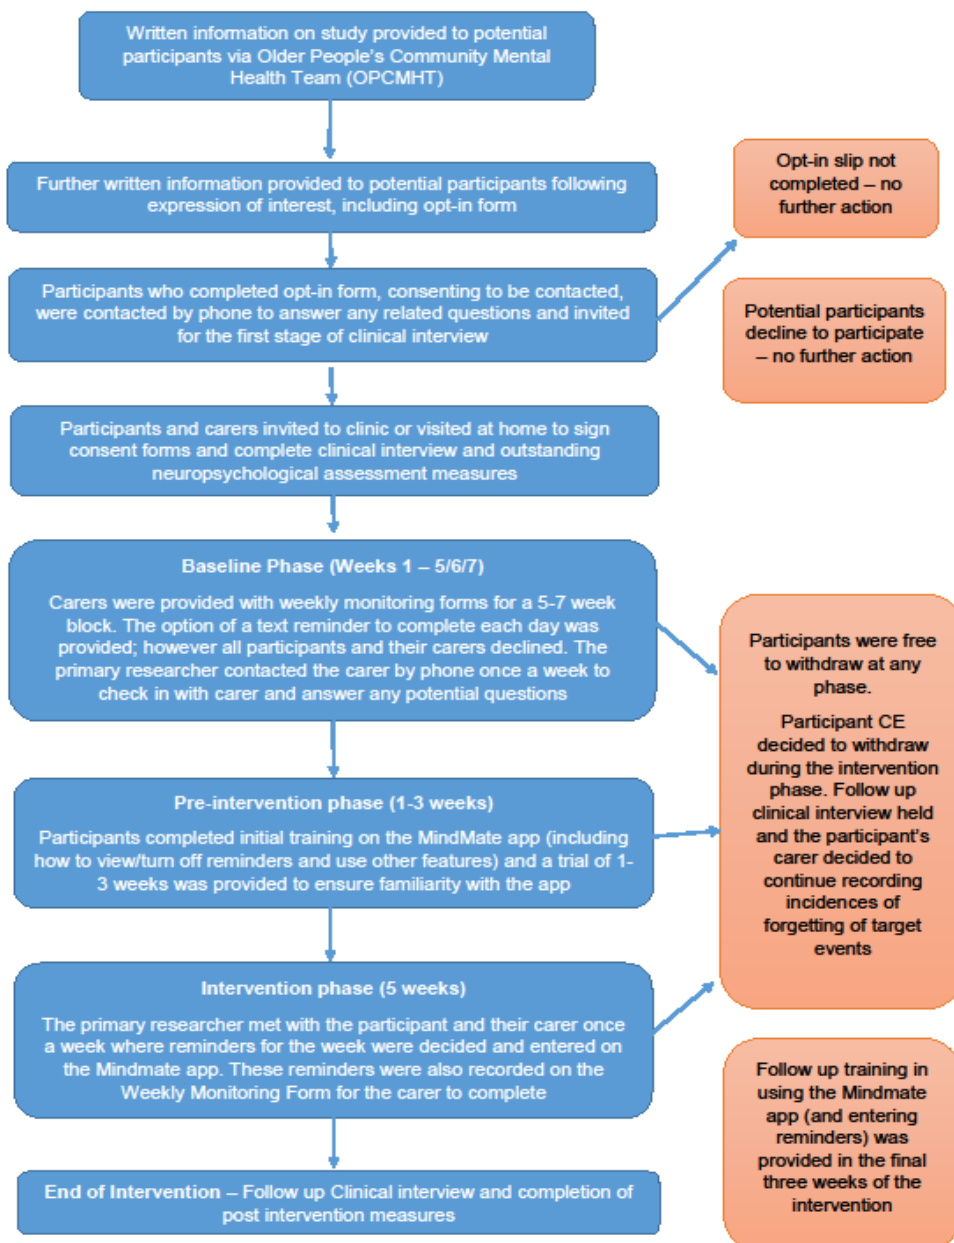 Written information on study provided to potential
participants via Older People's Community Mental
Health Team (OPCMHT)
Further written information provided to potential participants following
expression of interest, including opt-in form
Opt-in slip not
completed – no
further action
Participants who completed opt-in form, consenting to be contacted,
were contacted by phone to answer any related questions and invited
for the first stage of clinical interview
Potential participants
decline to participate
– no further action
Participants and carers invited to clinic or visited at home to sign
consent forms and complete clinical interview and outstanding
neuropsychological assessment measures
Baseline Phase (Weeks 1 – 5/6/7)
Carers were provided with weekly monitoring forms for a 5-7 week
block. The option of a text reminder to complete each day was
provided; however all participants and their carers declined. The
primary researcher contacted the carer by phone once a week to
check in with carer and answer any potential questions
Participants were free
to withdraw at any
phase.
Participant CE
decided to withdraw
during the intervention
phase. Follow up
clinical interview held
and the participant's
carer decided to
continue recording
incidences of
forgetting of target
events
Pre-intervention phase (1-3 weeks)
Participants completed initial training on the MindMate app (including
how to view/turn off reminders and use other features) and a trial of 1-
3 weeks was provided to ensure familiarity with the app
Intervention phase (5 weeks)
The primary researcher met with the participant and their carer once
a week where reminders for the week were decided and entered on
the Mindmate app. These reminders were also recorded on the
Weekly Monitoring Form for the carer to complete
Follow up training in
using the Mindmate
app (and entering
reminders) was
provided in the final
three weeks of the
intervention
End of Intervention – Follow up Clinical interview and completion of
post intervention measures